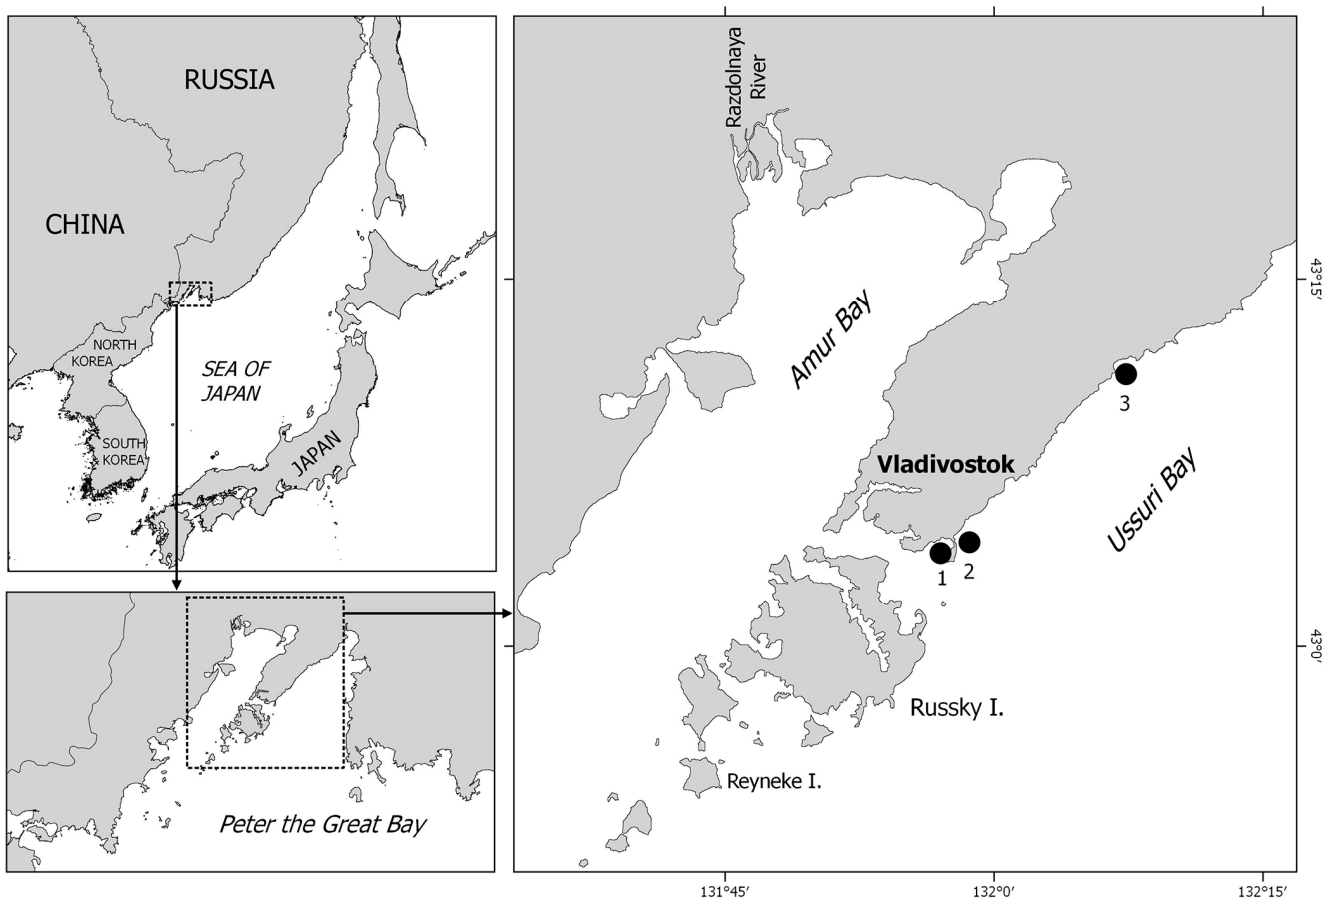 RUSSIA
CHINA
NORTH
KOREA
SEA OF
JAPAN
SOUTH
KOREA
JAPAN
Peter the Great Bay
Razdolnaya
River
Amur Bay
Vladivostok
Ussuri Bay
3
1
2
Russky I.
Reyneke I.
43°15′
43°0′
131°45′
132°0′
132°15′